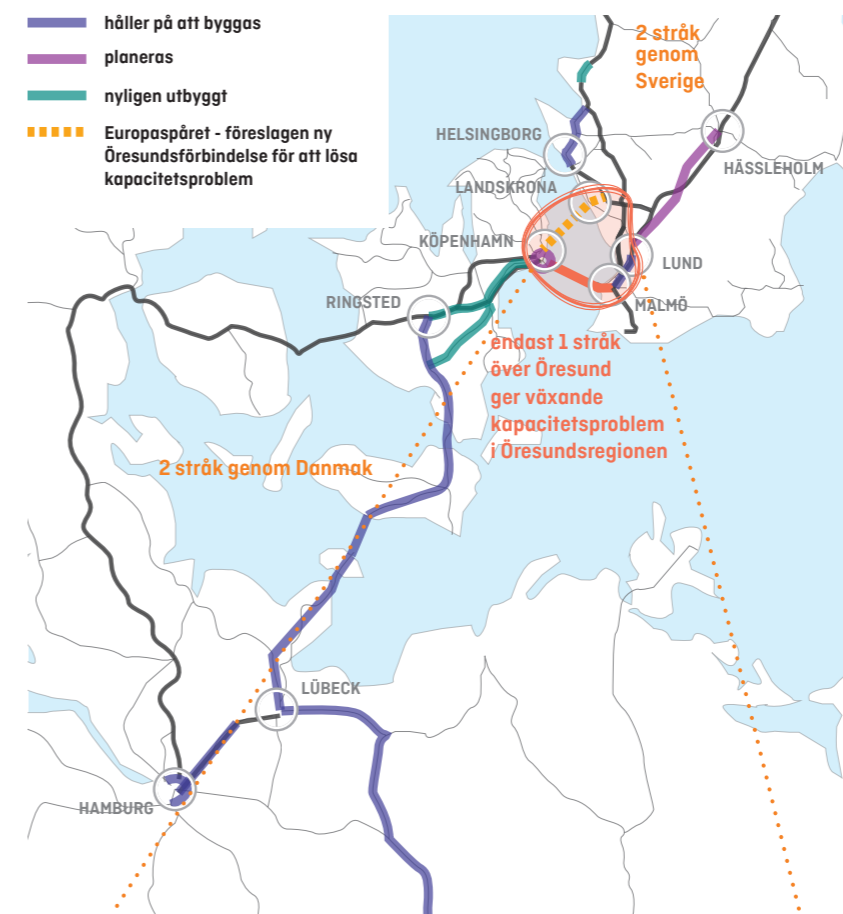 håller på att byggas
planeras
nyligen utbyggt
Europaspåret - föreslagen ny
Öresundsförbindelse för att lösa
kapacitetsproblem
2 stråk
genom
Sverige
HELSINGBORG
HÄSSLEHOLM
LANDSKRONA
KÖPENHAMN
LUND
RINGSTED
MALMÖ
endast 1 stråk
över Öresund
ger växande
kapacitetsproblem
i Öresundsregionen
2 stråk genom Danmak
LÜBECK
HAMBURG